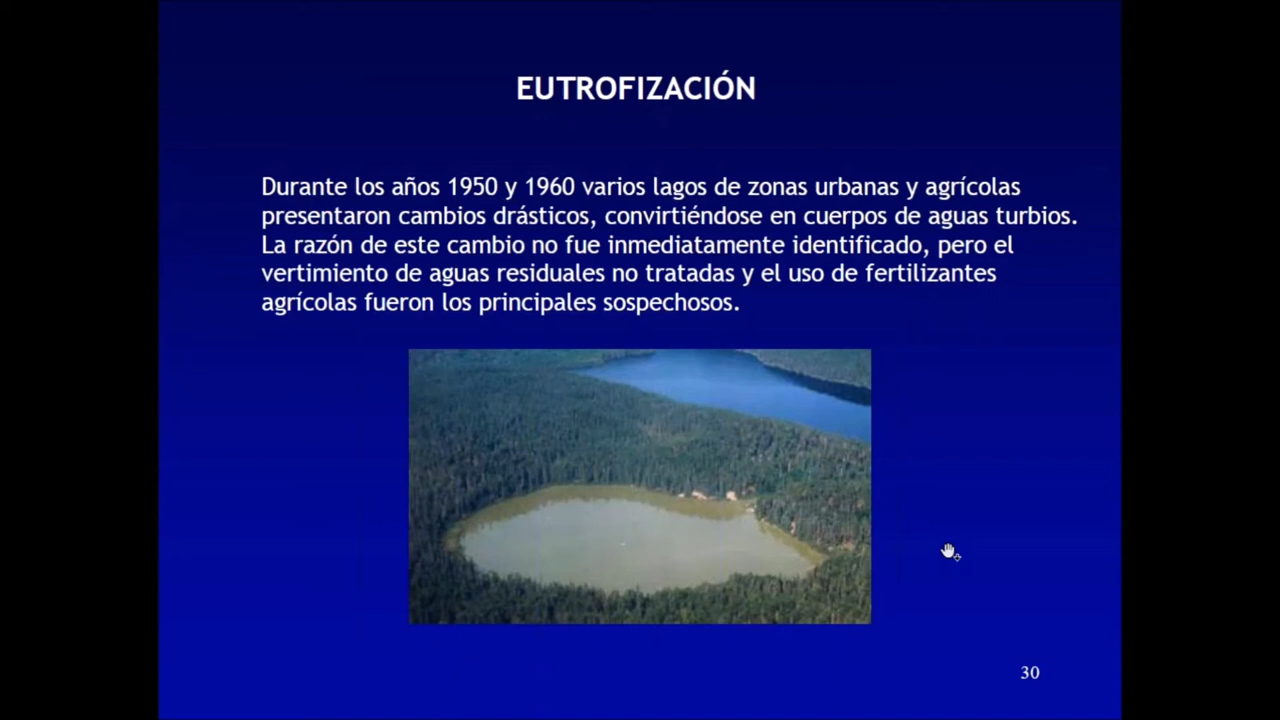 EUTROFIZACIÓN
Durante los años 1950 y 1960 varios lagos de zonas urbanas y agrícolas
presentaron cambios drásticos, convirtiéndose en cuerpos de aguas turbios.
La razón de este cambio no fue inmediatamente identificado, pero el
vertimiento de aguas residuales no tratadas y el uso de fertilizantes
agrícolas fueron los principales sospechosos.
30